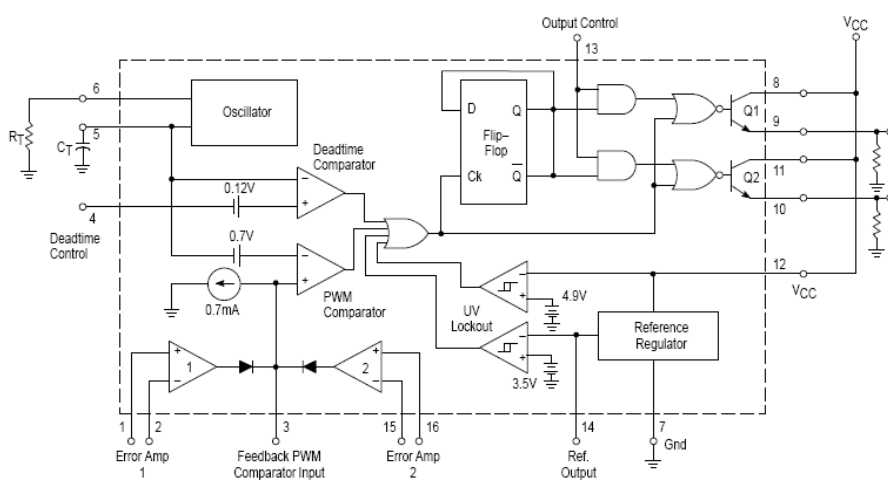 Output Control
VCC
13
6
Oscillator
8
D
Q
Q1
RT
5
CT
9
Flip–
Flop
Deadtime
Comparator
11
Q2
0.12V
Ck
Q
4
10
Deadtime
Control
0.7V
12
VCC
4.9V
0.7mA
PWM
Comparator
UV
Lockout
Reference
Regulator
1
2
3.5V
1
2
3
15
16
14
7
Gnd
Error Amp
1
Feedback PWM
Comparator Input
Error Amp
2
Ref.
Output